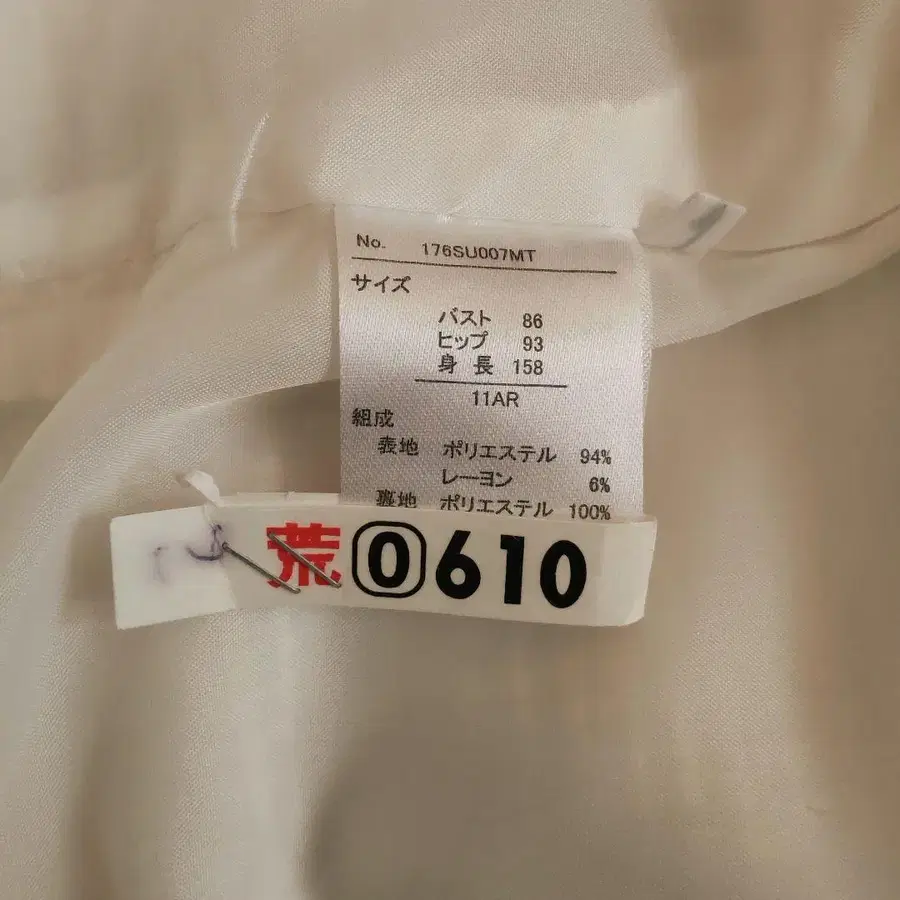 No. 176SU007MT
サイズ
バスト 86
ヒップ 93
身長 158
11AR
組成
表地 ポリエステル 94%
レーヨン 6%
裏地 ポリエステル 100%
荒 0610